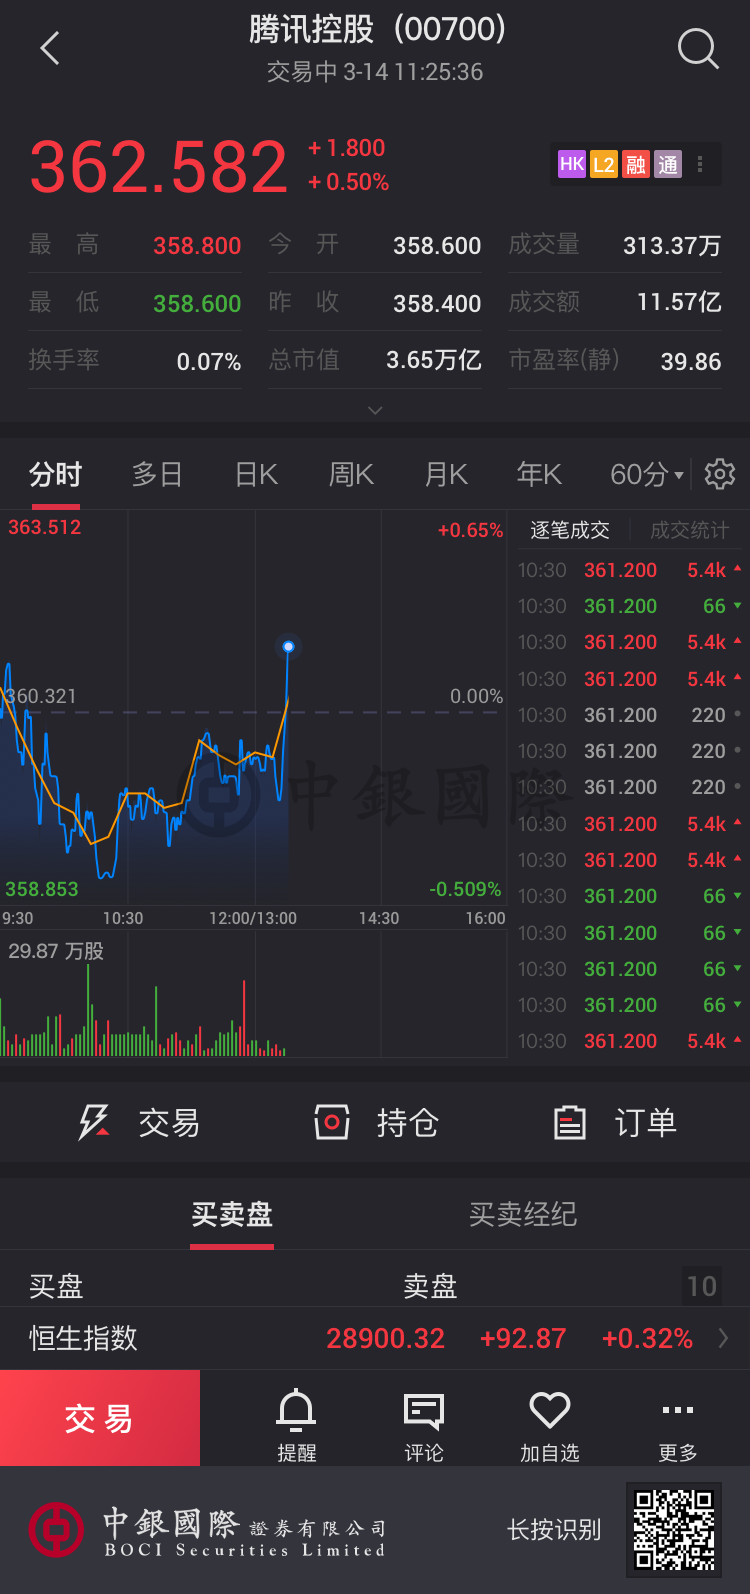 腾讯控股（00700）
交易中 3-14 11:25:36
362.582
+1.800
+0.50%
HK L2 融 通
最 高 358.800 今 开 358.600 成交量 313.37万
最 低 358.600 昨 收 358.400 成交额 11.57亿
换手率 0.07% 总市值 3.65万亿 市盈率(静) 39.86
分时 多日 日K 周K 月K 年K 60分
363.512 +0.65%
360.321 0.00%
中銀國際
358.853 -0.509%
9:30 10:30 12:00/13:00 14:30 16:00
29.87 万股
逐笔成交 成交统计
10:30 361.200 5.4k
10:30 361.200 66
10:30 361.200 5.4k
10:30 361.200 5.4k
10:30 361.200 220
10:30 361.200 220
10:30 361.200 220
10:30 361.200 5.4k
10:30 361.200 5.4k
10:30 361.200 66
10:30 361.200 66
10:30 361.200 66
10:30 361.200 66
10:30 361.200 5.4k
交易 持仓 订单
买卖盘 买卖经纪
买盘 卖盘 10
恒生指数 28900.32 +92.87 +0.32%
交易 提醒 评论 加自选 更多
中銀國際 證券有限公司
BOCI Securities Limited
长按识别